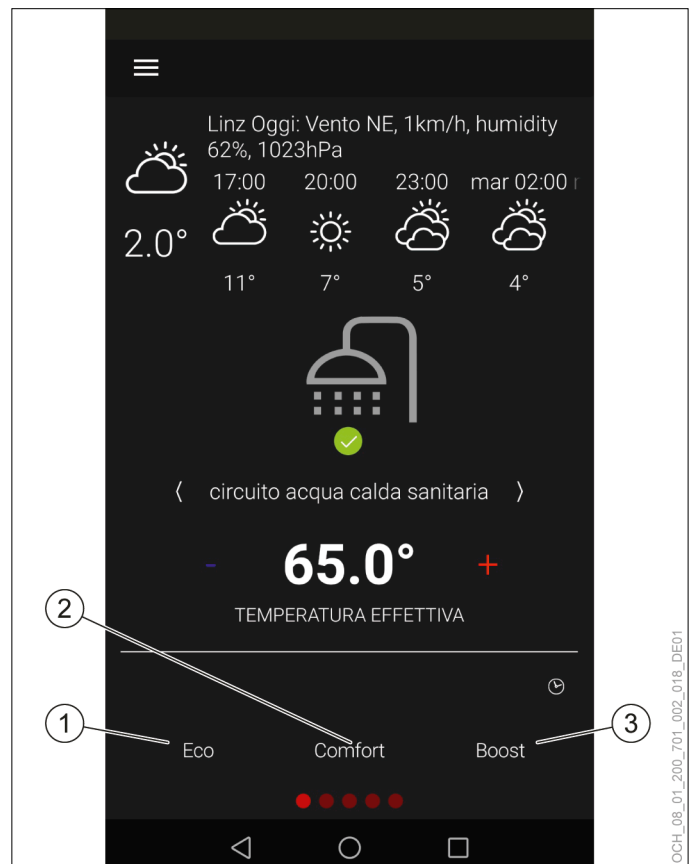 Linz Oggi: Vento NE, 1km/h, humidity
62%, 1023hPa
17:00 20:00 23:00 mar 02:00
2.0°
11° 7° 5° 4°
circuito acqua calda sanitaria
- 65.0° +
TEMPERATURA EFFETTIVA
2
1
3
Eco Comfort Boost
OCH_08_01_200_701_002_018_DE01